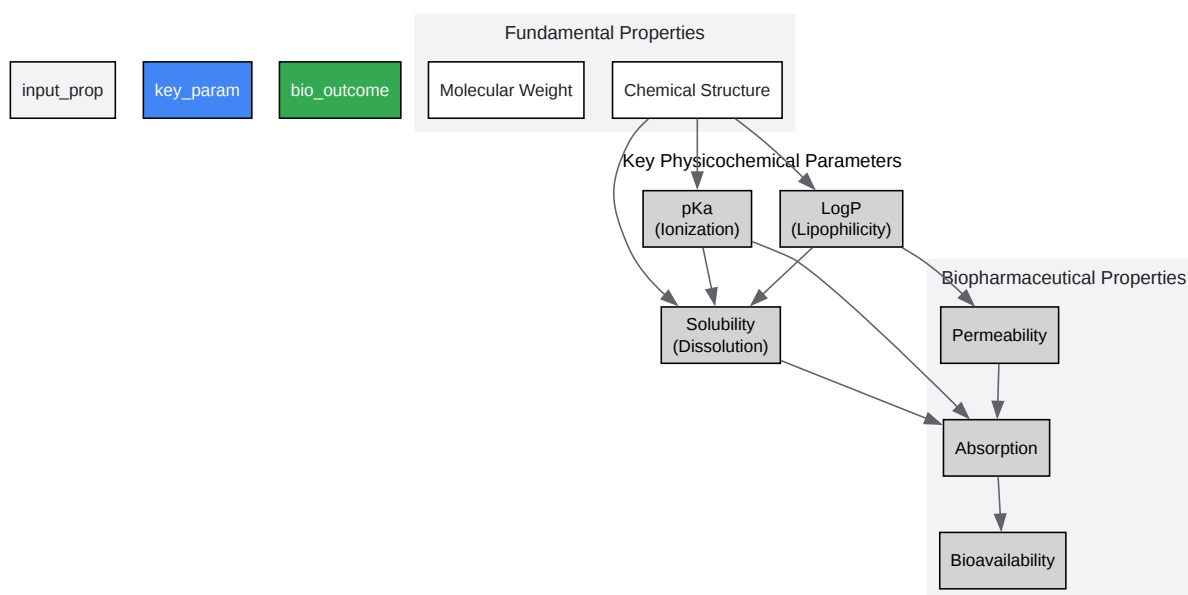 Fundamental Properties
input_prop
key_param
bio_outcome
Molecular Weight
Chemical Structure
Key Physicochemical Parameters
pKa
(Ionization)
LogP
(Lipophilicity)
Biopharmaceutical Properties
Solubility
(Dissolution)
Permeability
Absorption
Bioavailability